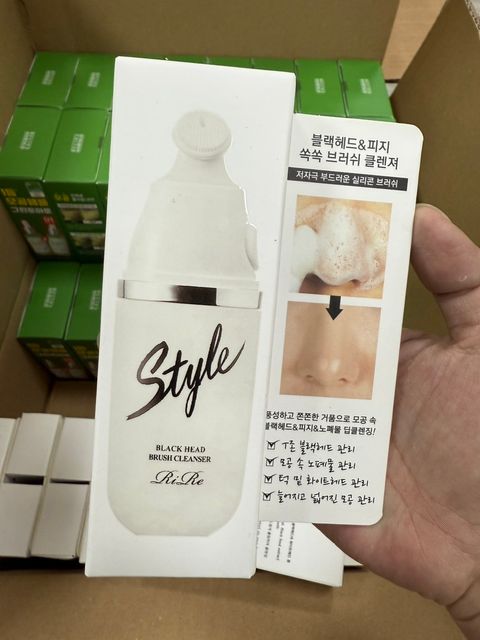 Style
BLACK HEAD
BRUSH CLEANSER
RiRe
블랙헤드&피지
쏙쏙 브러쉬 클렌져
저자극 부드러운 실리콘 브러쉬
풍성하고 쫀쫀한 거품으로 모공 속
블랙헤드&피지&노폐물 딥클렌징!
T존 블랙헤드 관리
모공 속 노폐물 관리
턱 밑 화이트헤드 관리
늘어지고 넓어진 모공 관리